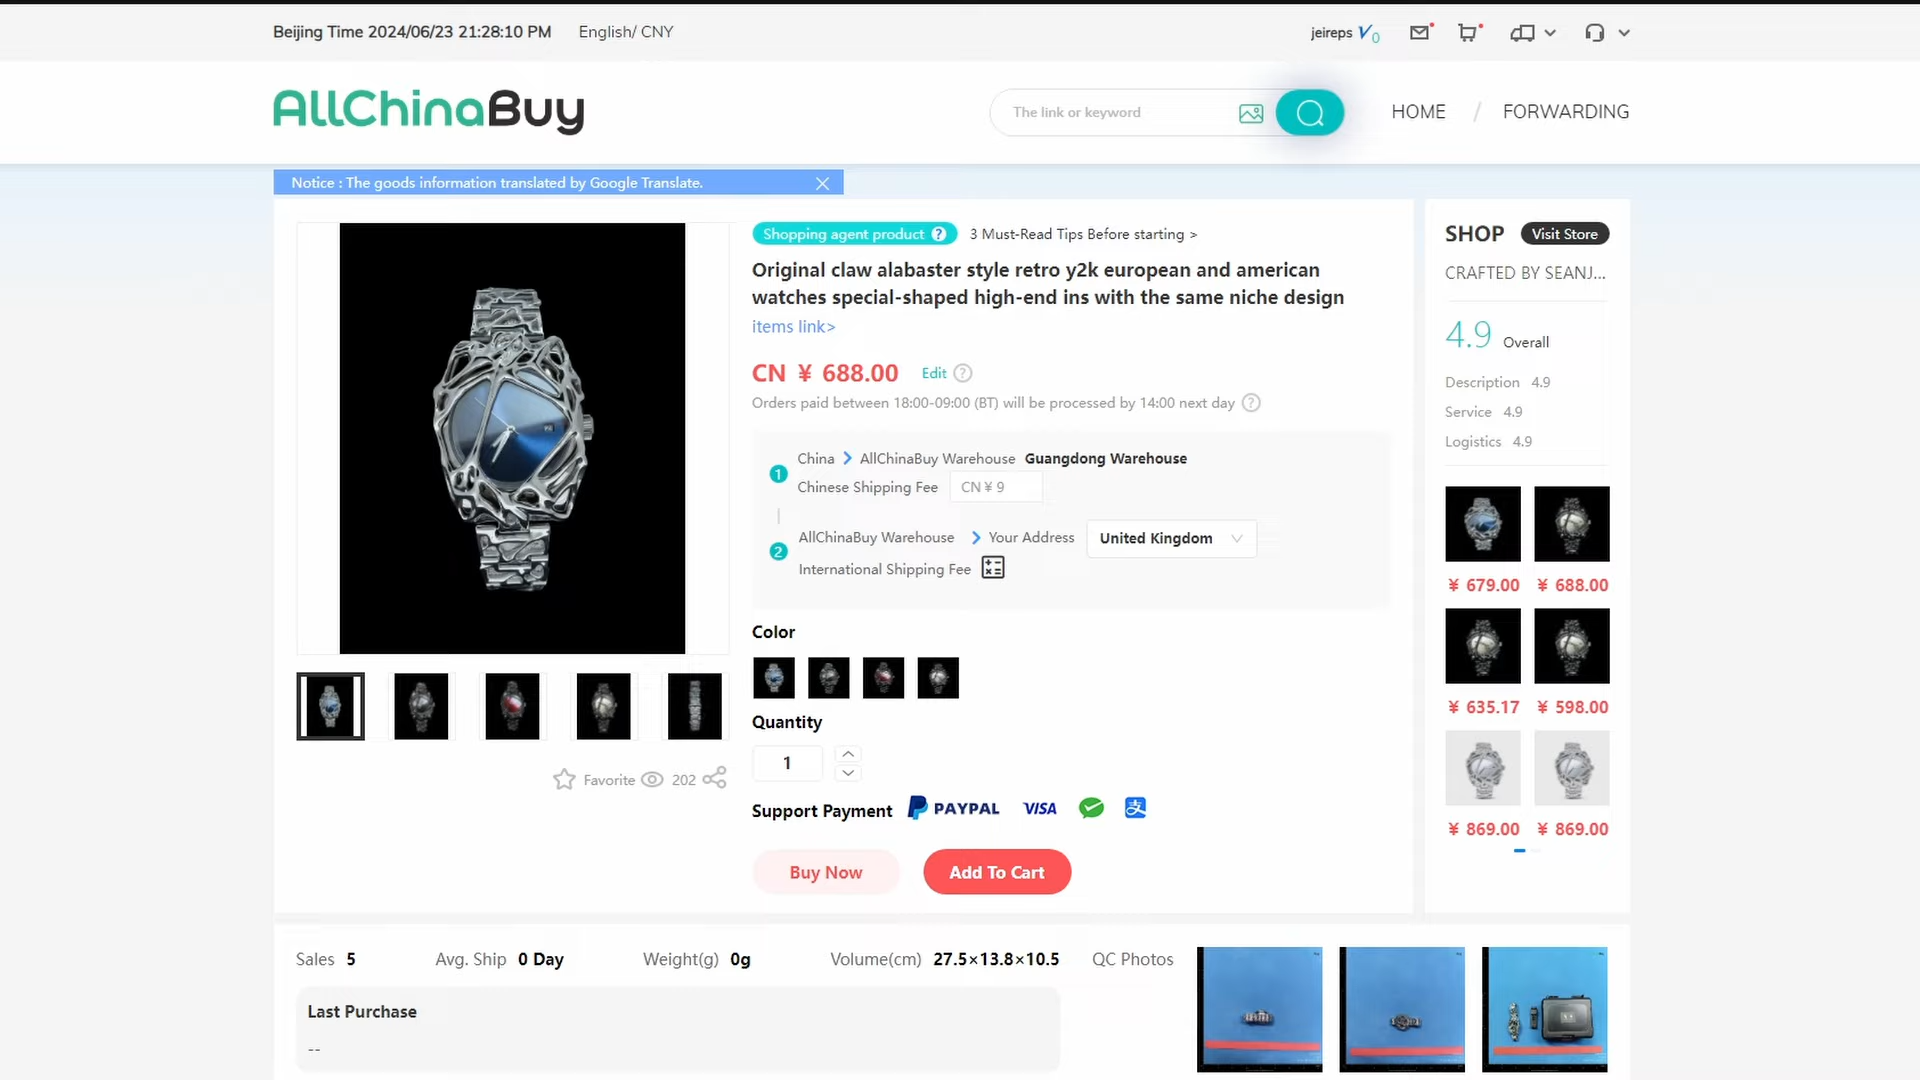 Beijing Time 2024/06/23 21:28:10 PM
English/ CNY
jeireps V0
AllChinaBuy
The link or keyword
HOME / FORWARDING
Notice : The goods information translated by Google Translate.
Shopping agent product ?
3 Must-Read Tips Before starting >
Original claw alabaster style retro y2k european and american
watches special-shaped high-end ins with the same niche design
items link>
CN ¥ 688.00
Edit ?
Orders paid between 18:00-09:00 (BT) will be processed by 14:00 next day ?
1
China > AllChinaBuy Warehouse Guangdong Warehouse
Chinese Shipping Fee CN ¥ 9
2
AllChinaBuy Warehouse > Your Address United Kingdom
International Shipping Fee
Color
Quantity
1
Favorite 202
Support Payment PAYPAL VISA 支
Buy Now
Add To Cart
SHOP Visit Store
CRAFTED BY SEANJ...
4.9 Overall
Description 4.9
Service 4.9
Logistics 4.9
¥ 679.00 ¥ 688.00
¥ 635.17 ¥ 598.00
¥ 869.00 ¥ 869.00
Sales 5 Avg. Ship 0 Day Weight(g) 0g Volume(cm) 27.5×13.8×10.5 QC Photos
Last Purchase
--